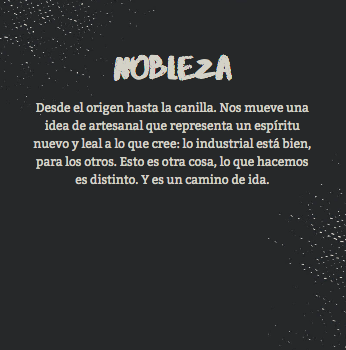 NOBLEZA
Desde el origen hasta la canilla. Nos mueve una
idea de artesanal que representa un espíritu
nuevo y leal a lo que cree: lo industrial está bien,
para los otros. Esto es otra cosa, lo que hacemos
es distinto. Y es un camino de ida.